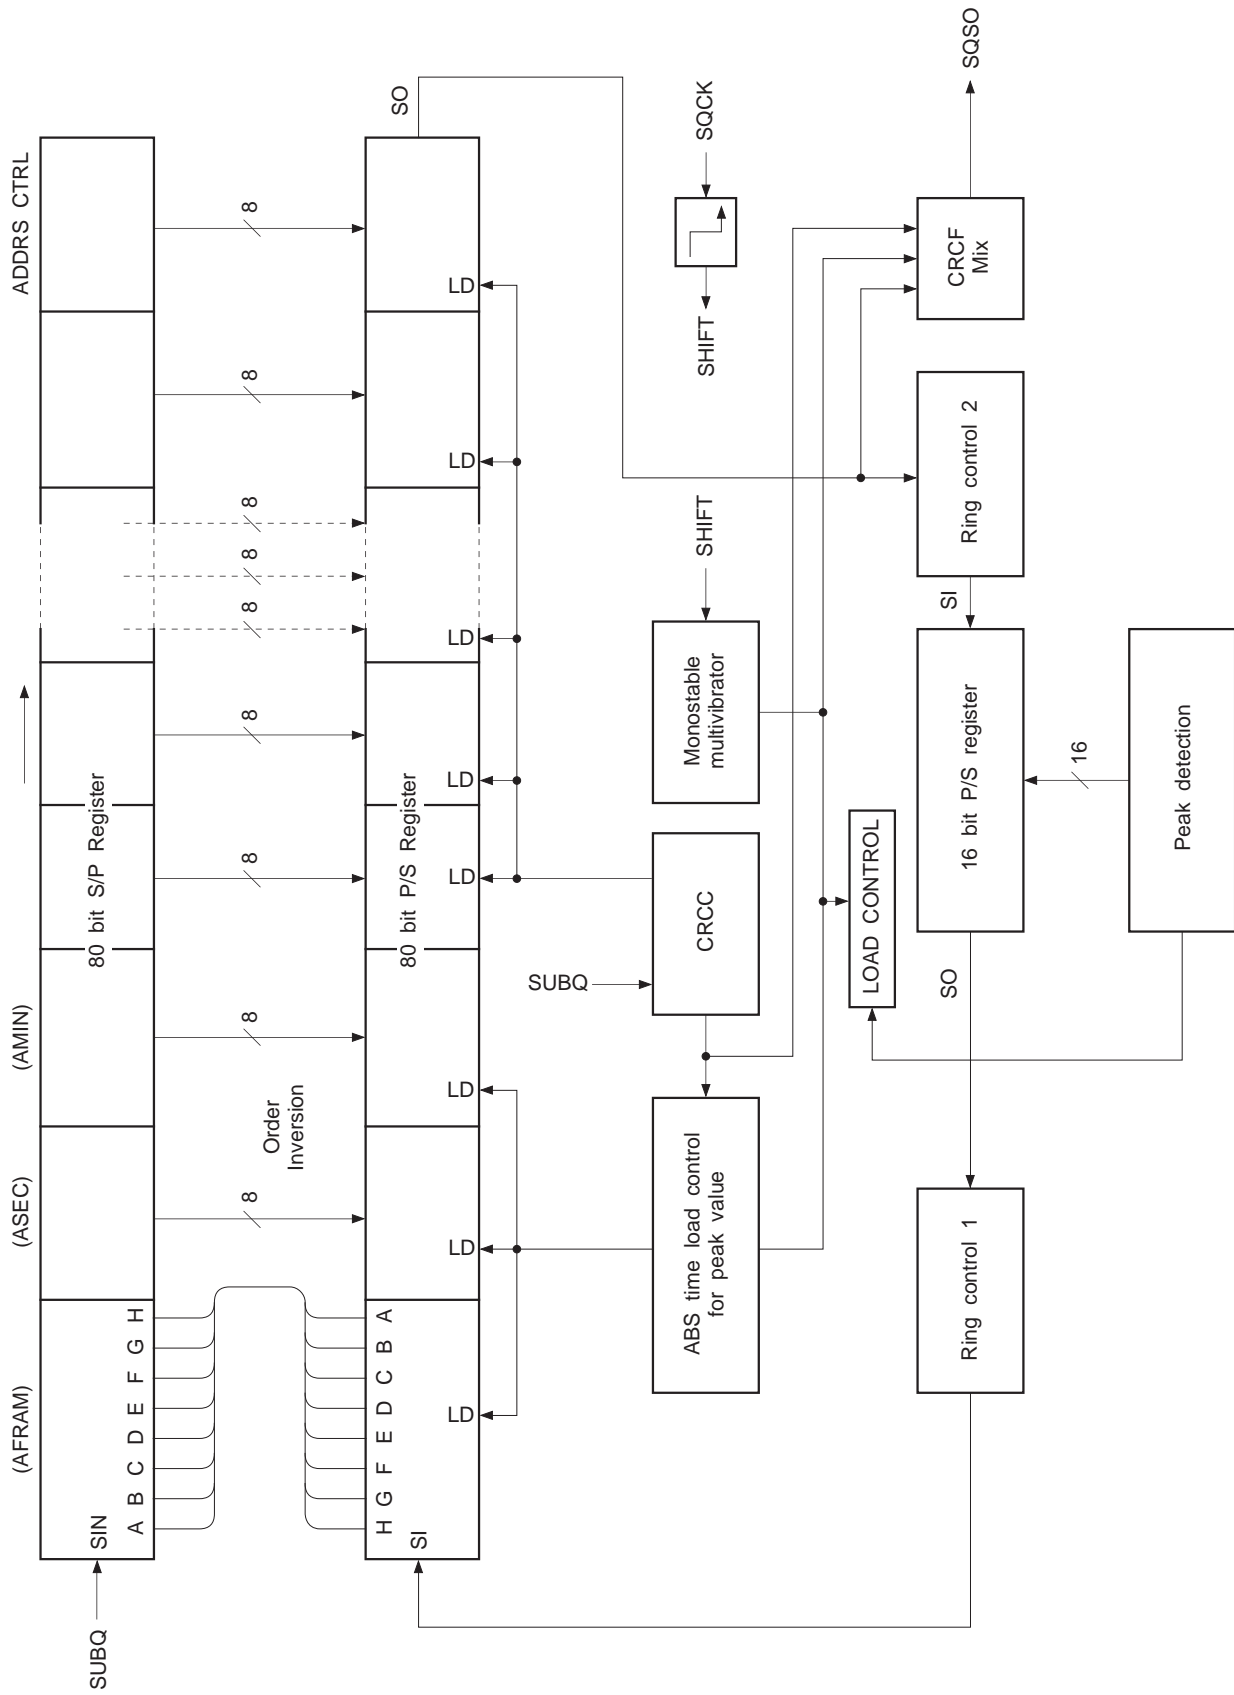 SUBQ
SIN
(AFRAM)
(ASEC)
(AMIN)
ADDRS CTRL
80 bit S/P Register
A B C D E F G H
8
8
8
8
8
8
8
8
8
Order
Inversion
H G F E D C B A
SI
80 bit P/S Register
SO
LD
LD
LD
LD
LD
LD
LD
LD
SUBQ
ABS time load control
for peak value
CRCC
Monostable
multivibrator
SHIFT
SHIFT
SQCK
LOAD CONTROL
Ring control 1
SO
16 bit P/S register
SI
Ring control 2
CRCF
Mix
SQSO
16
Peak detection